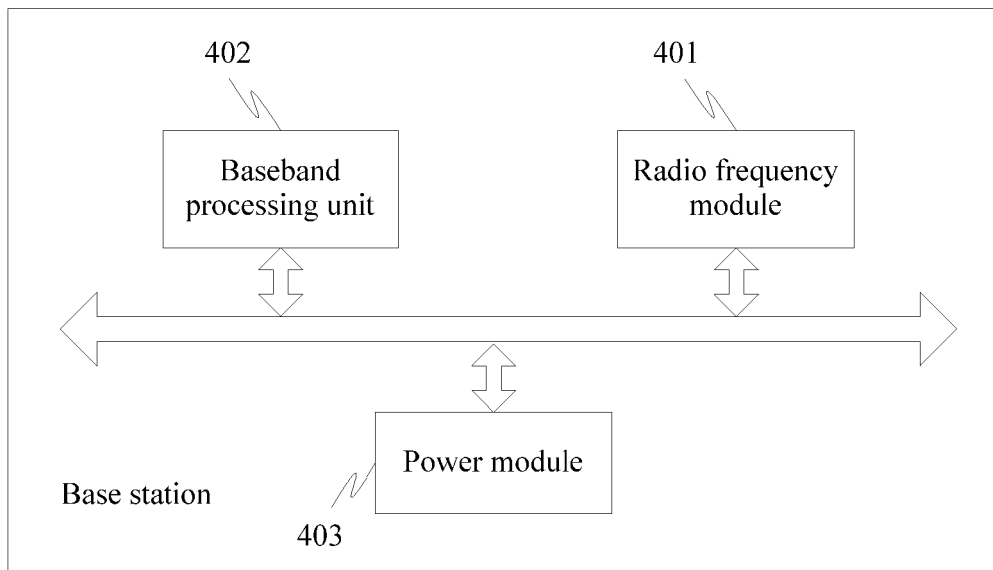 402
401
Baseband
processing unit
Radio frequency
module
Power module
Base station
403